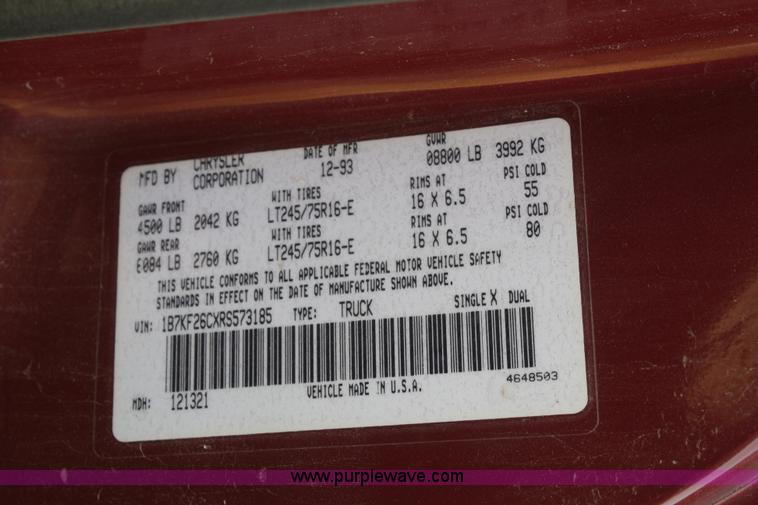 MFD BY CHRYSLER CORPORATION DATE OF MFR 12-93 GVWR 08800 LB 3992 KG
GAWR FRONT WITH TIRES RIMS AT PSI COLD
4500 LB 2042 KG LT245/75R16-E 16 X 6.5 55
GAWR REAR WITH TIRES RIMS AT PSI COLD
6084 LB 2760 KG LT245/75R16-E 16 X 6.5 80
THIS VEHICLE CONFORMS TO ALL APPLICABLE FEDERAL MOTOR VEHICLE SAFETY
STANDARDS IN EFFECT ON THE DATE OF MANUFACTURE SHOWN ABOVE.
VIN: 1B7KF26CXRS573185 TYPE: TRUCK SINGLE X DUAL
MDH: 121321 VEHICLE MADE IN U.S.A. 4648503
www.purplewave.com